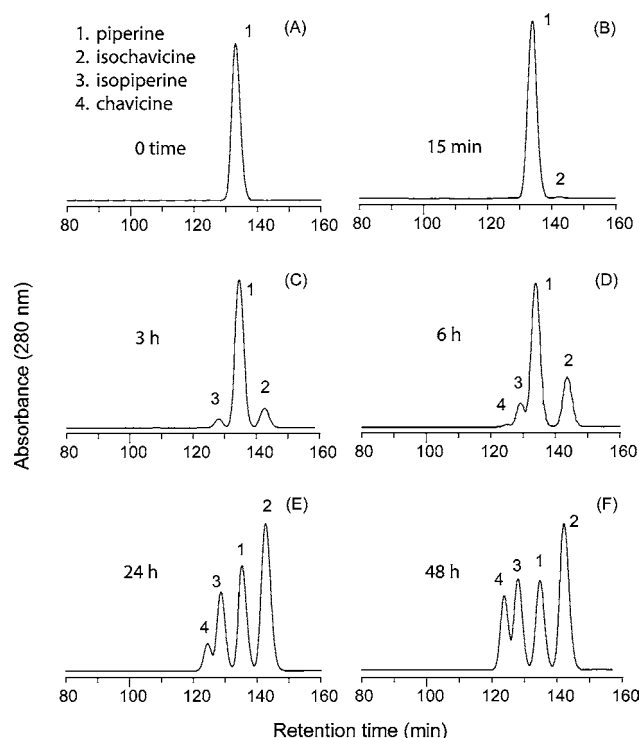 1. piperine
2. isochavicine
3. isopiperine
4. chavicine
(A)
0 time
1
80 100 120 140 160
(B)
15 min
1
2
80 100 120 140 160
(C)
3 h
3
1
2
80 100 120 140 160
(D)
6 h
4
3
1
2
80 100 120 140 160
(E)
24 h
4
3
1
2
80 100 120 140 160
(F)
48 h
4
3
1
2
80 100 120 140 160
Absorbance (280 nm)
Retention time (min)